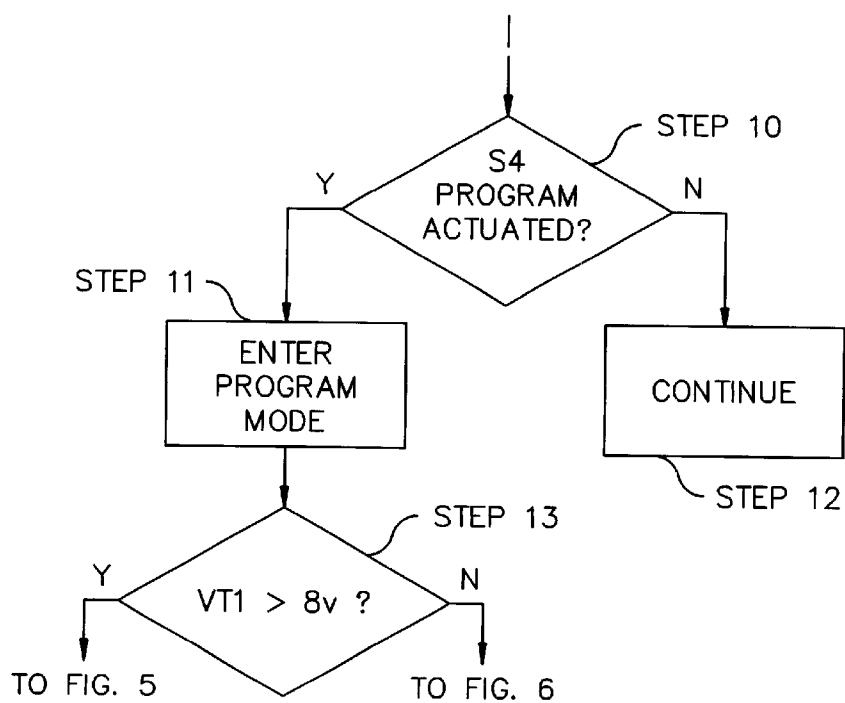 STEP 10
S4
PROGRAM
ACTUATED?
Y
N
STEP 11
ENTER
PROGRAM
MODE
CONTINUE
STEP 12
STEP 13
VT1 > 8v ?
Y
N
TO FIG. 5
TO FIG. 6